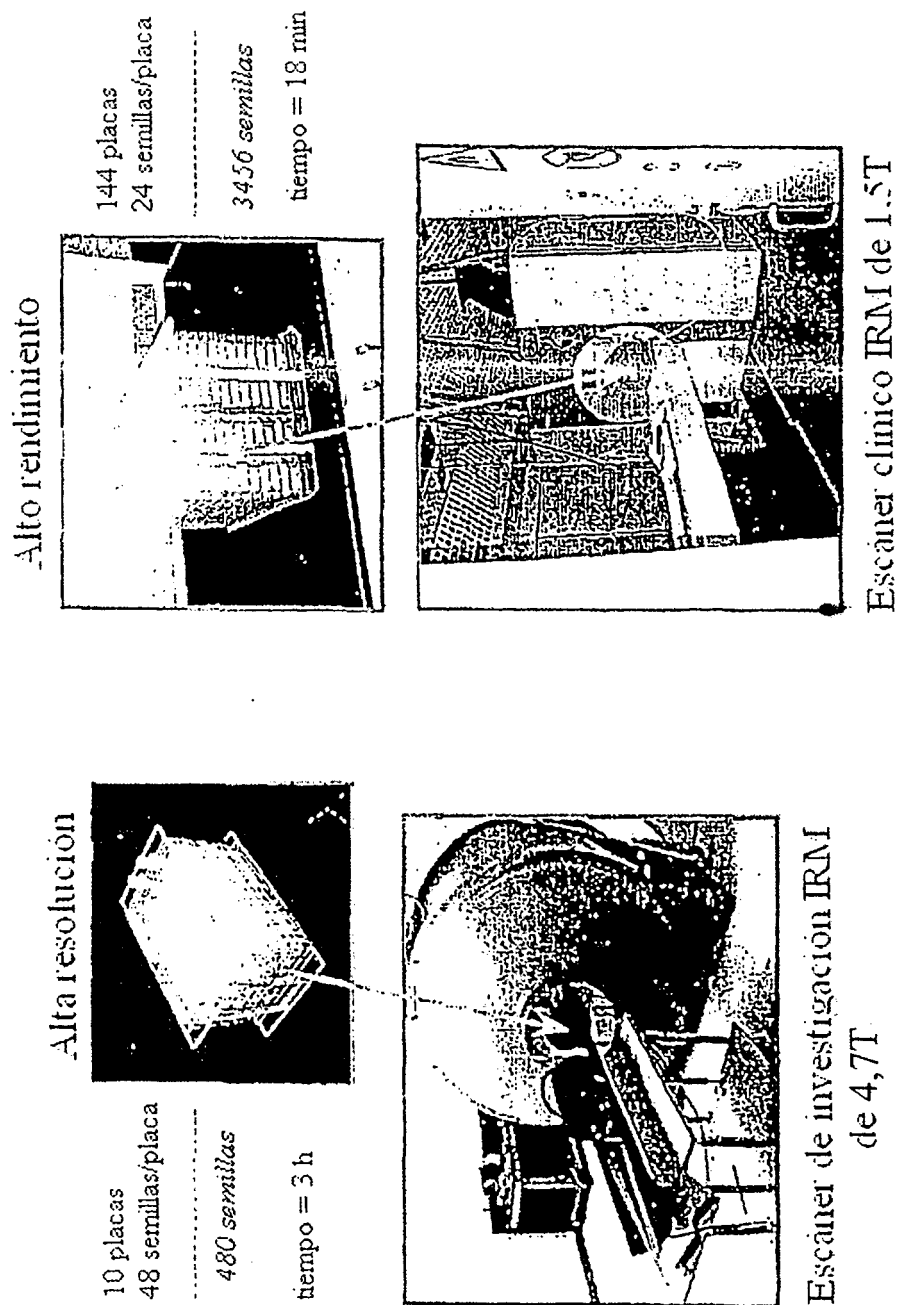 Alta resolución
10 placas
48 semillas/placa
480 semillas
tiempo = 3 h
Escáner de investigación IRM
de 4,7T
Alto rendimiento
144 placas
24 semillas/placa
3456 semillas
tiempo = 18 min
Escáner clínico IRM de 1.5T